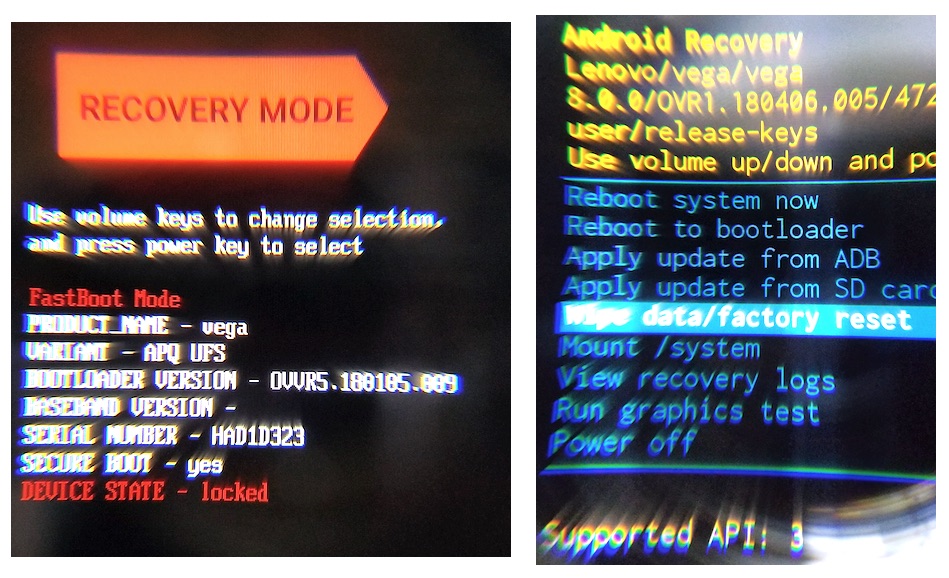 RECOVERY MODE
Use volume keys to change selection,
and press power key to select
FastBoot Mode
PRODUCT_NAME - vega
VARIANT - APQ UFS
BOOTLOADER VERSION - OVVR5.180105.009
BASEBAND VERSION -
SERIAL NUMBER - HAD1D323
SECURE BOOT - yes
DEVICE STATE - locked
Android Recovery
Lenovo/vega/vega
8.0.0/OVR1.180406.005/472
user/release-keys
Use volume up/down and po
Reboot system now
Reboot to bootloader
Apply update from ADB
Apply update from SD card
Wipe data/factory reset
Mount /system
View recovery logs
Run graphics test
Power off
Supported API: 3